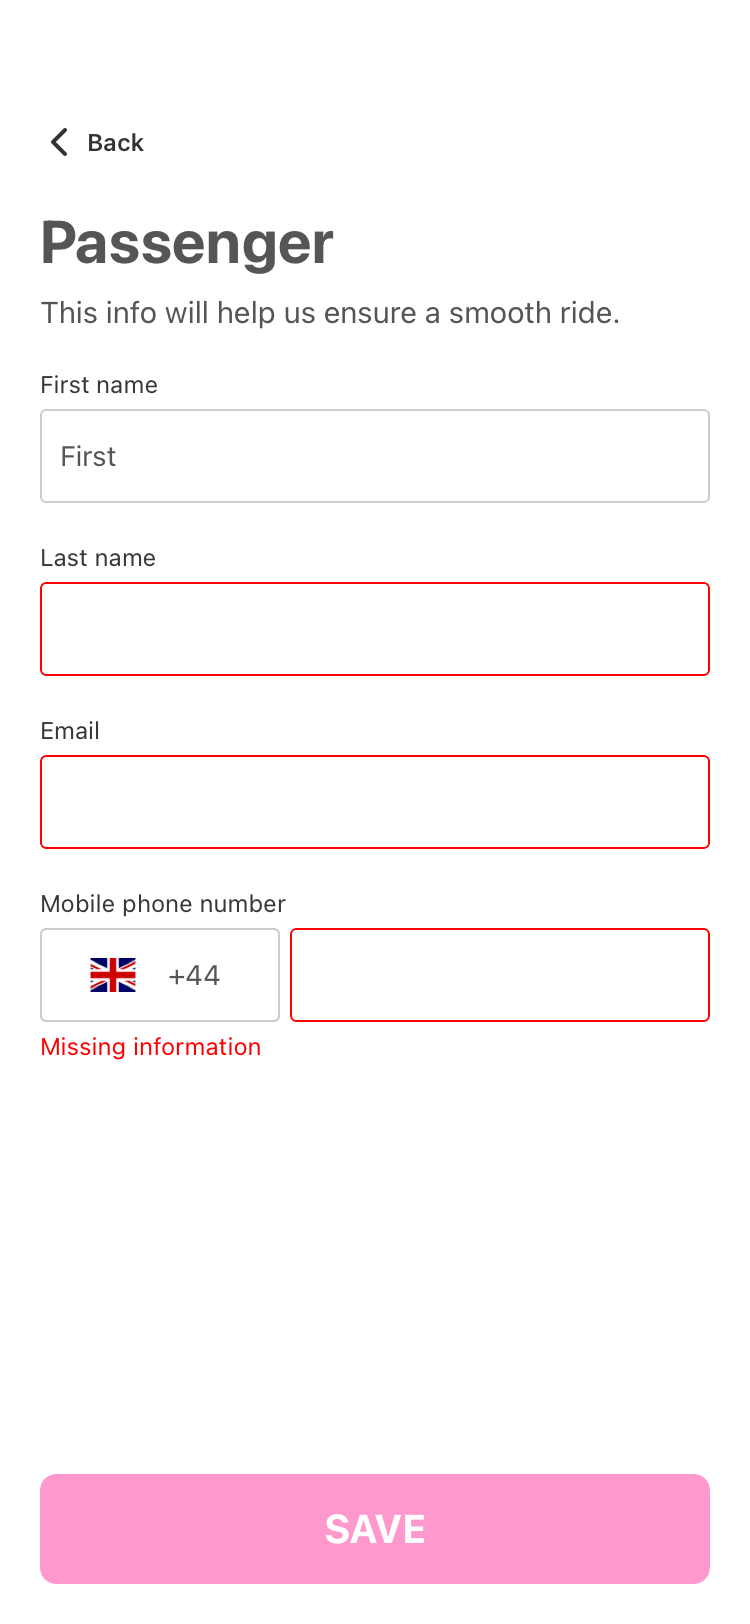 Back
Passenger
This info will help us ensure a smooth ride.
First name
First
Last name
Email
Mobile phone number
+44
Missing information
SAVE